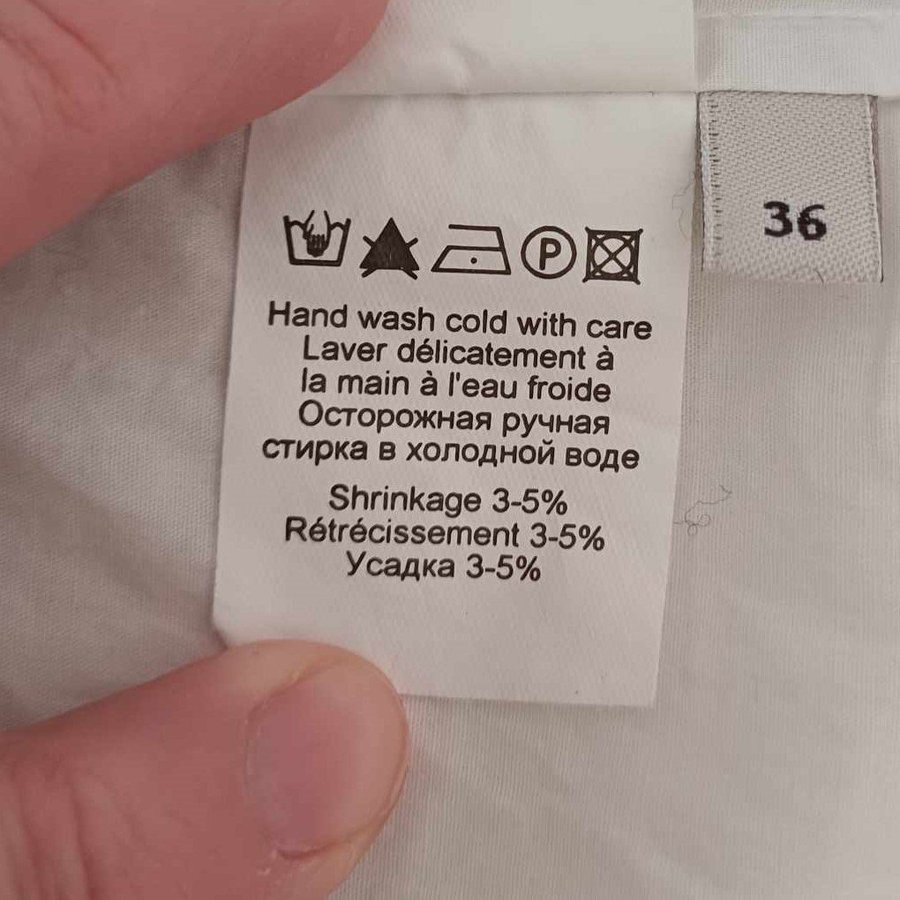 36
P
Hand wash cold with care
Laver délicatement à
la main à l'eau froide
Осторожная ручная
стирка в холодной воде
Shrinkage 3-5%
Rétrécissement 3-5%
Усадка 3-5%